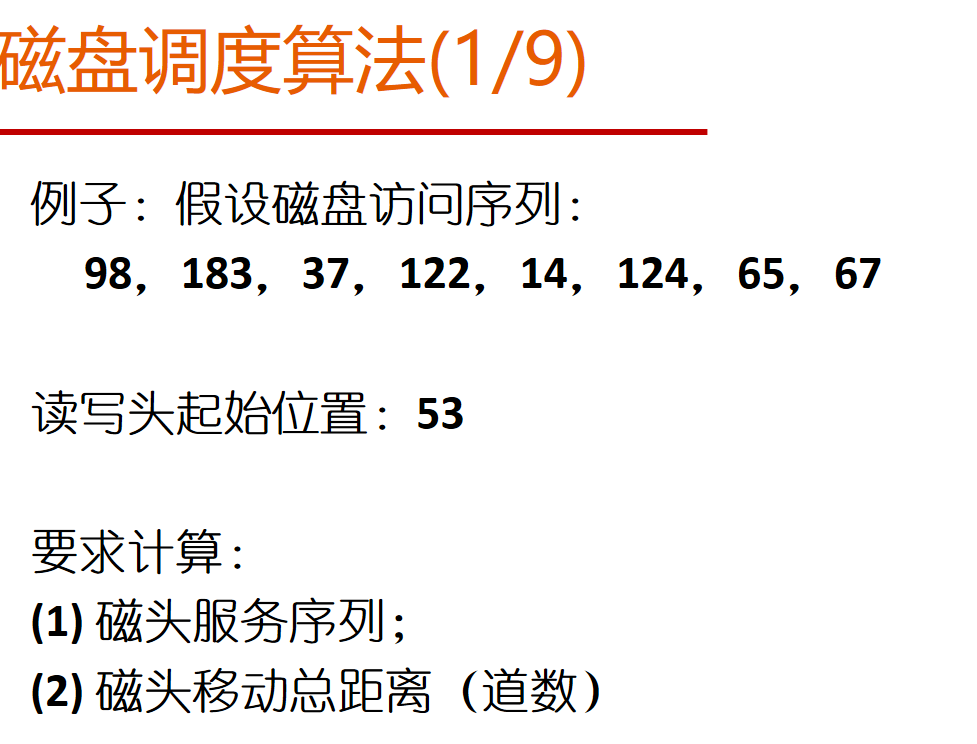 磁盘调度算法(1/9)
例子：假设磁盘访问序列：
98，183，37，122，14，124，65，67
读写头起始位置：53
要求计算：
(1) 磁头服务序列；
(2) 磁头移动总距离（道数）